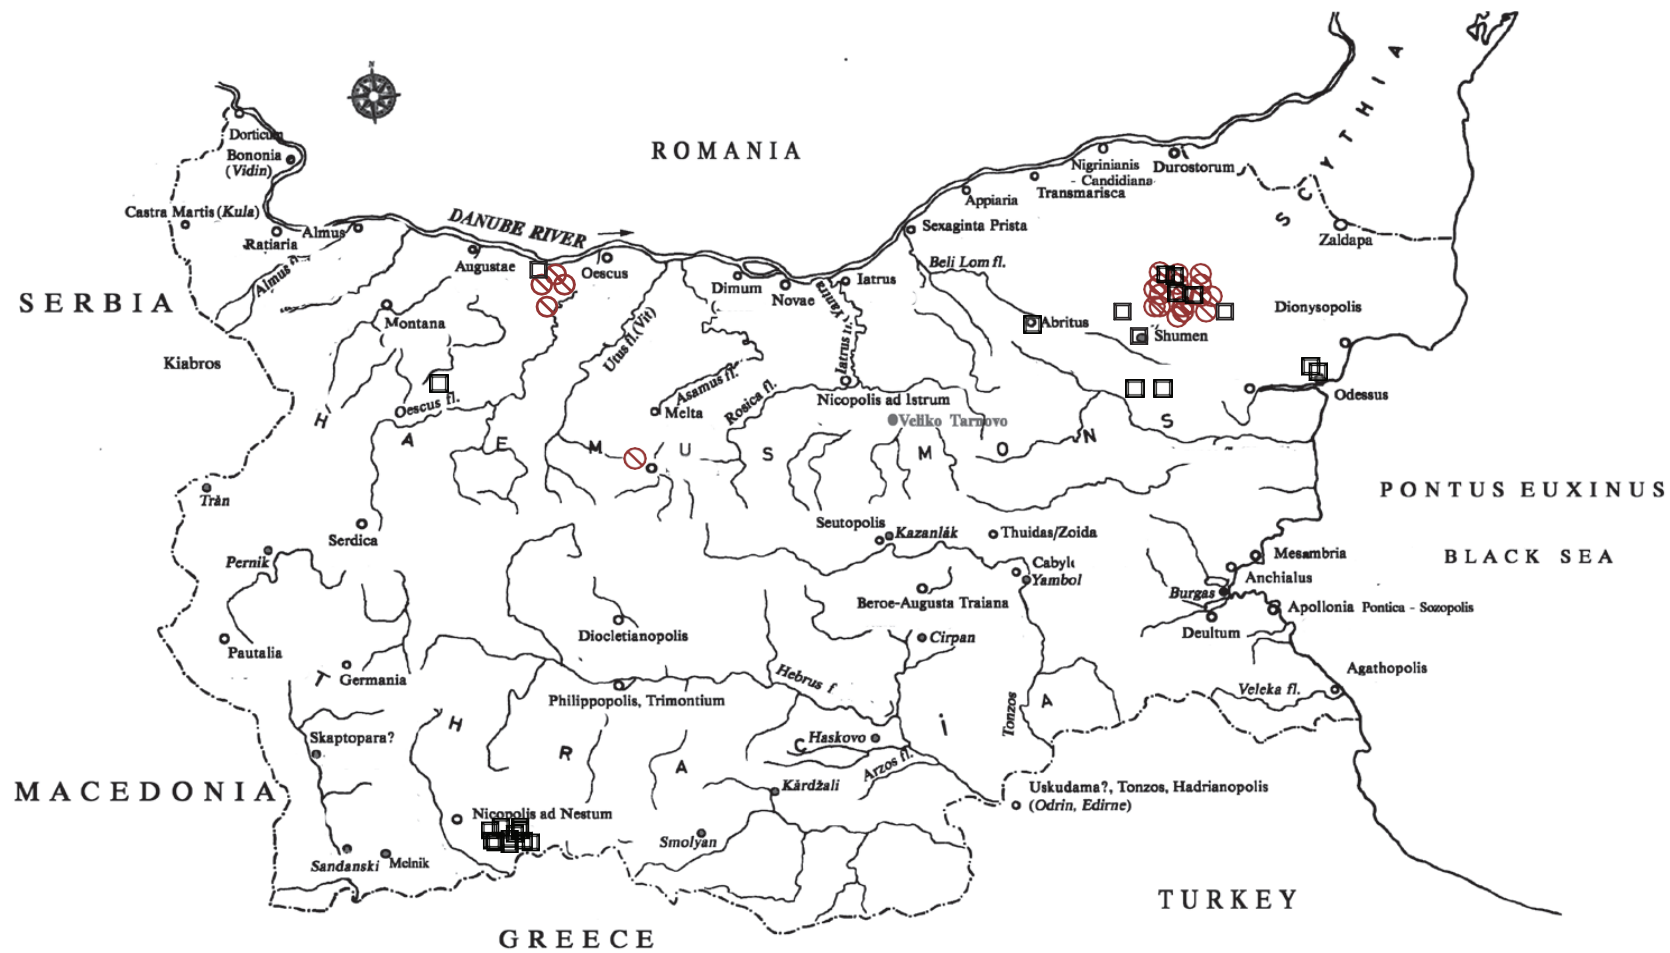 N
ROMANIA
SCYTHIA
Dorticum
Bononia
(Vidin)
Nigrinianis
- Candidiana
Durostorum
Transmarisca
Appiaria
Castra Martis (Kula)
Ratiaria
Almus
DANUBE RIVER
Sexaginta Prista
Zaldapa
Almus fl.
Augustae
Oescus
Beli Lom fl.
Dimum
Novae
Iatrus
Yantra
SERBIA
Montana
Dionysopolis
Abritus
Shumen
Kiabros
Utus fl.(Vit)
Iatrus fl.
Asamus fl.
Rosica fl.
Oescus fl.
Melta
Nicopolis ad Istrum
Odessus
Veliko Tarnovo
HAEMUS MONS
PONTUS EUXINUS
Trǎn
Seutopolis
Kazanlák
Thuidas/Zoida
Serdica
Mesambria
BLACK SEA
Pernik
Cabyle
Yambol
Anchialus
Burgas
Beroe-Augusta Traiana
Apollonia Pontica - Sozopolis
Diocletianopolis
Cirpan
Deultum
Pautalia
Germania
Agathopolis
Hebrus f
Veleka fl.
Philippopolis, Trimontium
Tonzos
THRACiA
Skaptopara?
Haskovo
Arzos fl.
MACEDONIA
Kărdžali
Uskudama?, Tonzos, Hadrianopolis
(Odrin, Edirne)
Nicopolis ad Nestum
Smolyan
Sandanski
Melnik
TURKEY
GREECE